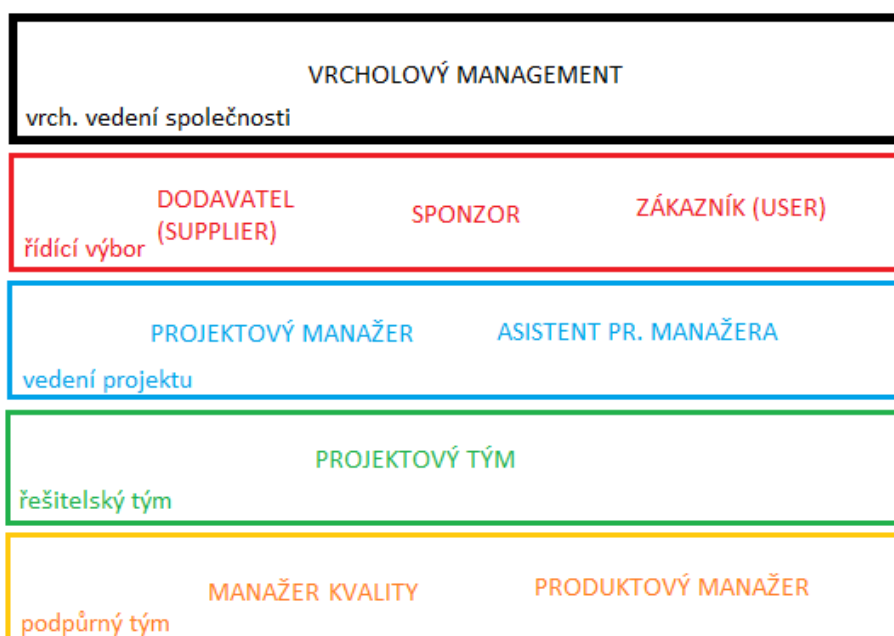 VRCHOLOVÝ MANAGEMENT
vrch. vedení společnosti
DODAVATEL
(SUPPLIER)
SPONZOR
ZÁKAZNÍK (USER)
řídící výbor
PROJEKTOVÝ MANAŽER
ASISTENT PR. MANAŽERA
vedení projektu
PROJEKTOVÝ TÝM
řešitelský tým
MANAŽER KVALITY
PRODUKTOVÝ MANAŽER
podpůrný tým